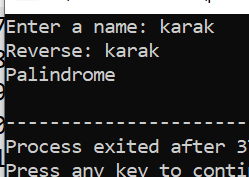 Enter a name: karak
Reverse: karak
Palindrome
----------------------
Process exited after 3
Press any key to conti